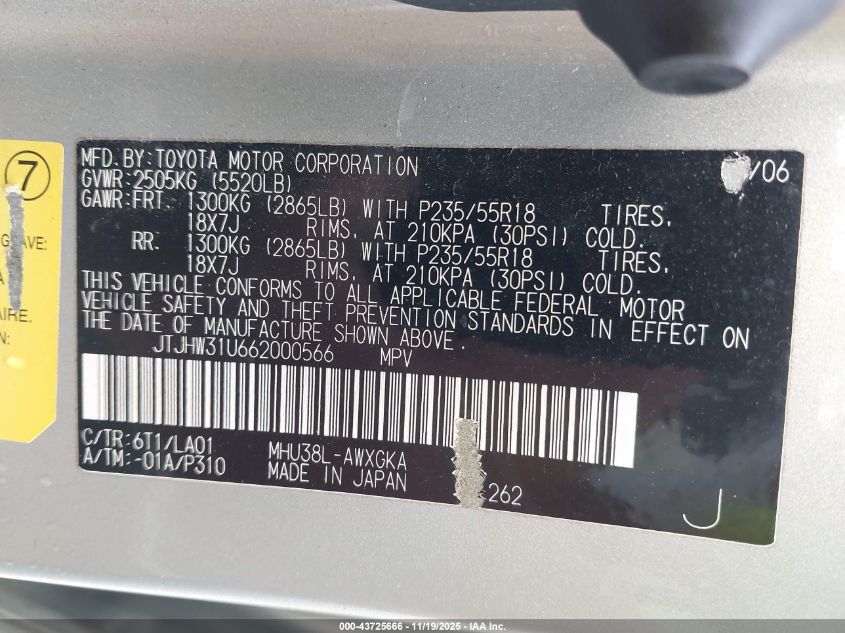 7
GRAVE:
A
AIRE.
N:
MFD. BY: TOYOTA MOTOR CORPORATION /06
GVWR: 2505KG (5520LB)
GAWR: FRT. 1300KG (2865LB) WITH P235/55R18 TIRES,
18X7J RIMS, AT 210KPA (30PSI) COLD.
RR. 1300KG (2865LB) WITH P235/55R18 TIRES,
18X7J RIMS, AT 210KPA (30PSI) COLD.
THIS VEHICLE CONFORMS TO ALL APPLICABLE FEDERAL MOTOR
VEHICLE SAFETY AND THEFT PREVENTION STANDARDS IN EFFECT ON
THE DATE OF MANUFACTURE SHOWN ABOVE.
JTJHW31U662000566 MPV
C/TR: 6T1/LA01 MHU38L-AWXGKA
A/TM: -01A/P310 MADE IN JAPAN
262
J
000-43725666 | 11/19/2025 - IAA Inc.